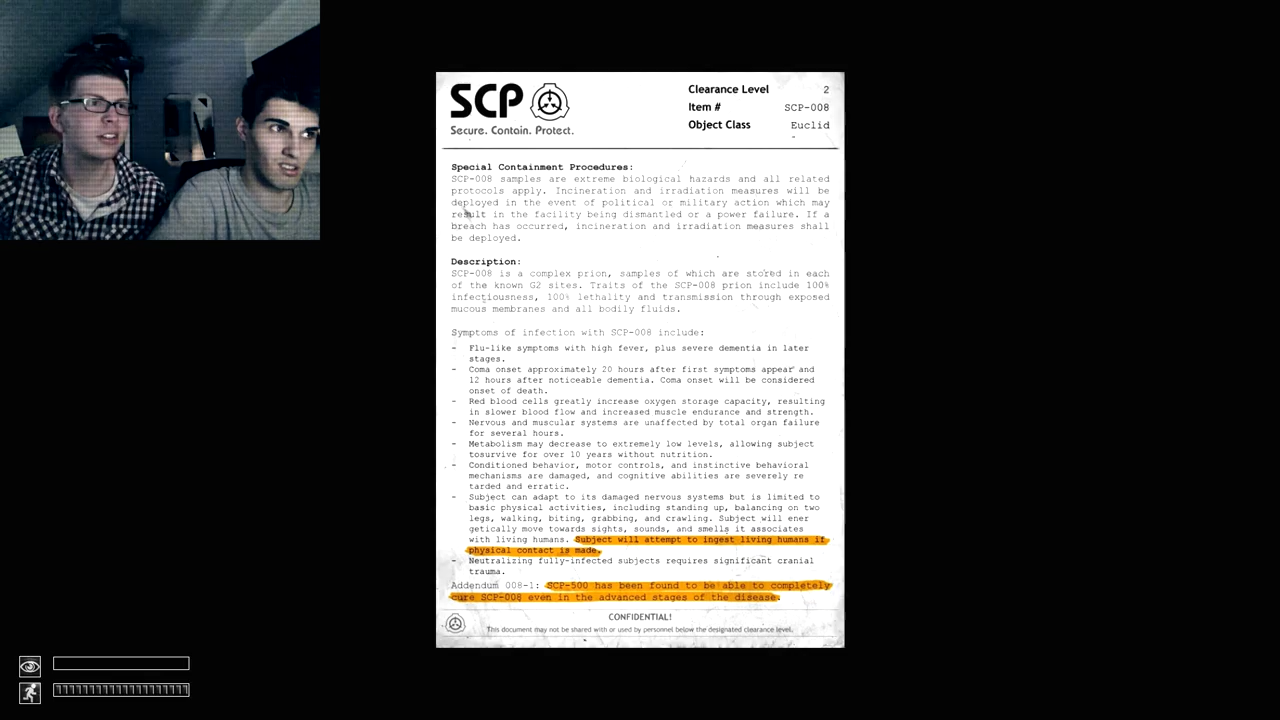 SCP
Secure. Contain. Protect.
Clearance Level 2
Item # SCP-008
Object Class Euclid
-
Special Containment Procedures:
SCP-008 samples are extreme biological hazards and all related
protocols apply. Incineration and irradiation measures will be
deployed in the event of political or military action which may
result in the facility being dismantled or a power failure. If a
breach has occurred, incineration and irradiation measures shall
be deployed.
Description:
SCP-008 is a complex prion, samples of which are stored in each
of the known G2 sites. Traits of the SCP-008 prion include 100%
infectiousness, 100% lethality and transmission through exposed
mucous membranes and all bodily fluids.
Symptoms of infection with SCP-008 include:
- Flu-like symptoms with high fever, plus severe dementia in later
stages.
- Coma onset approximately 20 hours after first symptoms appear and
12 hours after noticeable dementia. Coma onset will be considered
onset of death.
- Red blood cells greatly increase oxygen storage capacity, resulting
in slower blood flow and increased muscle endurance and strength.
- Nervous and muscular systems are unaffected by total organ failure
for several hours.
- Metabolism may decrease to extremely low levels, allowing subject
tosurvive for over 10 years without nutrition.
- Conditioned behavior, motor controls, and instinctive behavioral
mechanisms are damaged, and cognitive abilities are severely re
tarded and erratic.
- Subject can adapt to its damaged nervous systems but is limited to
basic physical activities, including standing up, balancing on two
legs, walking, biting, grabbing, and crawling. Subject will ener
getically move towards sights, sounds, and smells it associates
with living humans. Subject will attempt to ingest living humans if
physical contact is made.
- Neutralizing fully-infected subjects requires significant cranial
trauma.
Addendum 008-1: SCP-500 has been found to be able to completely
cure SCP-008 even in the advanced stages of the disease.
CONFIDENTIAL!
This document may not be shared with or used by personnel below the designated clearance level.